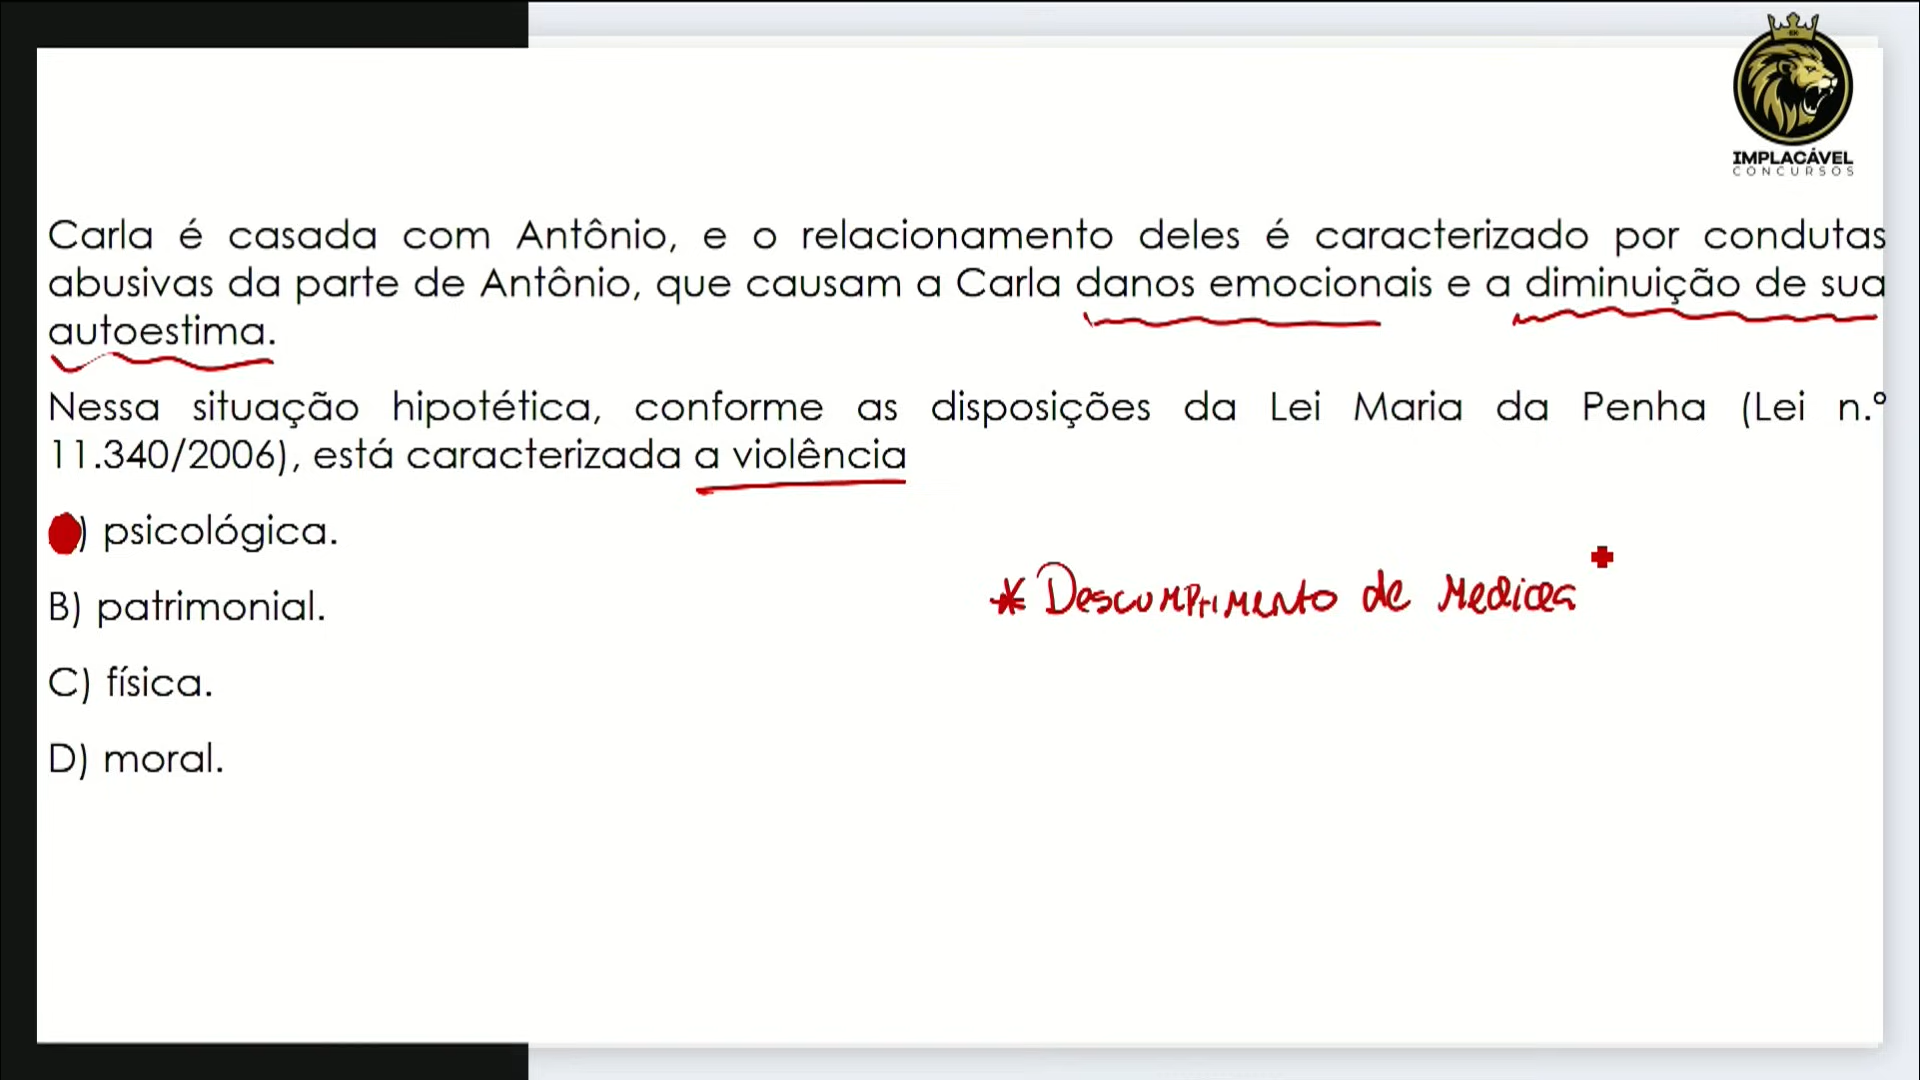 IMPLACÁVEL
CONCURSOS
Carla é casada com Antônio, e o relacionamento deles é caracterizado por condutas
abusivas da parte de Antônio, que causam a Carla danos emocionais e a diminuição de sua
autoestima.
Nessa situação hipotética, conforme as disposições da Lei Maria da Penha (Lei n.º
11.340/2006), está caracterizada a violência
) psicológica.
* Descumprimento de Medida
B) patrimonial.
C) física.
D) moral.